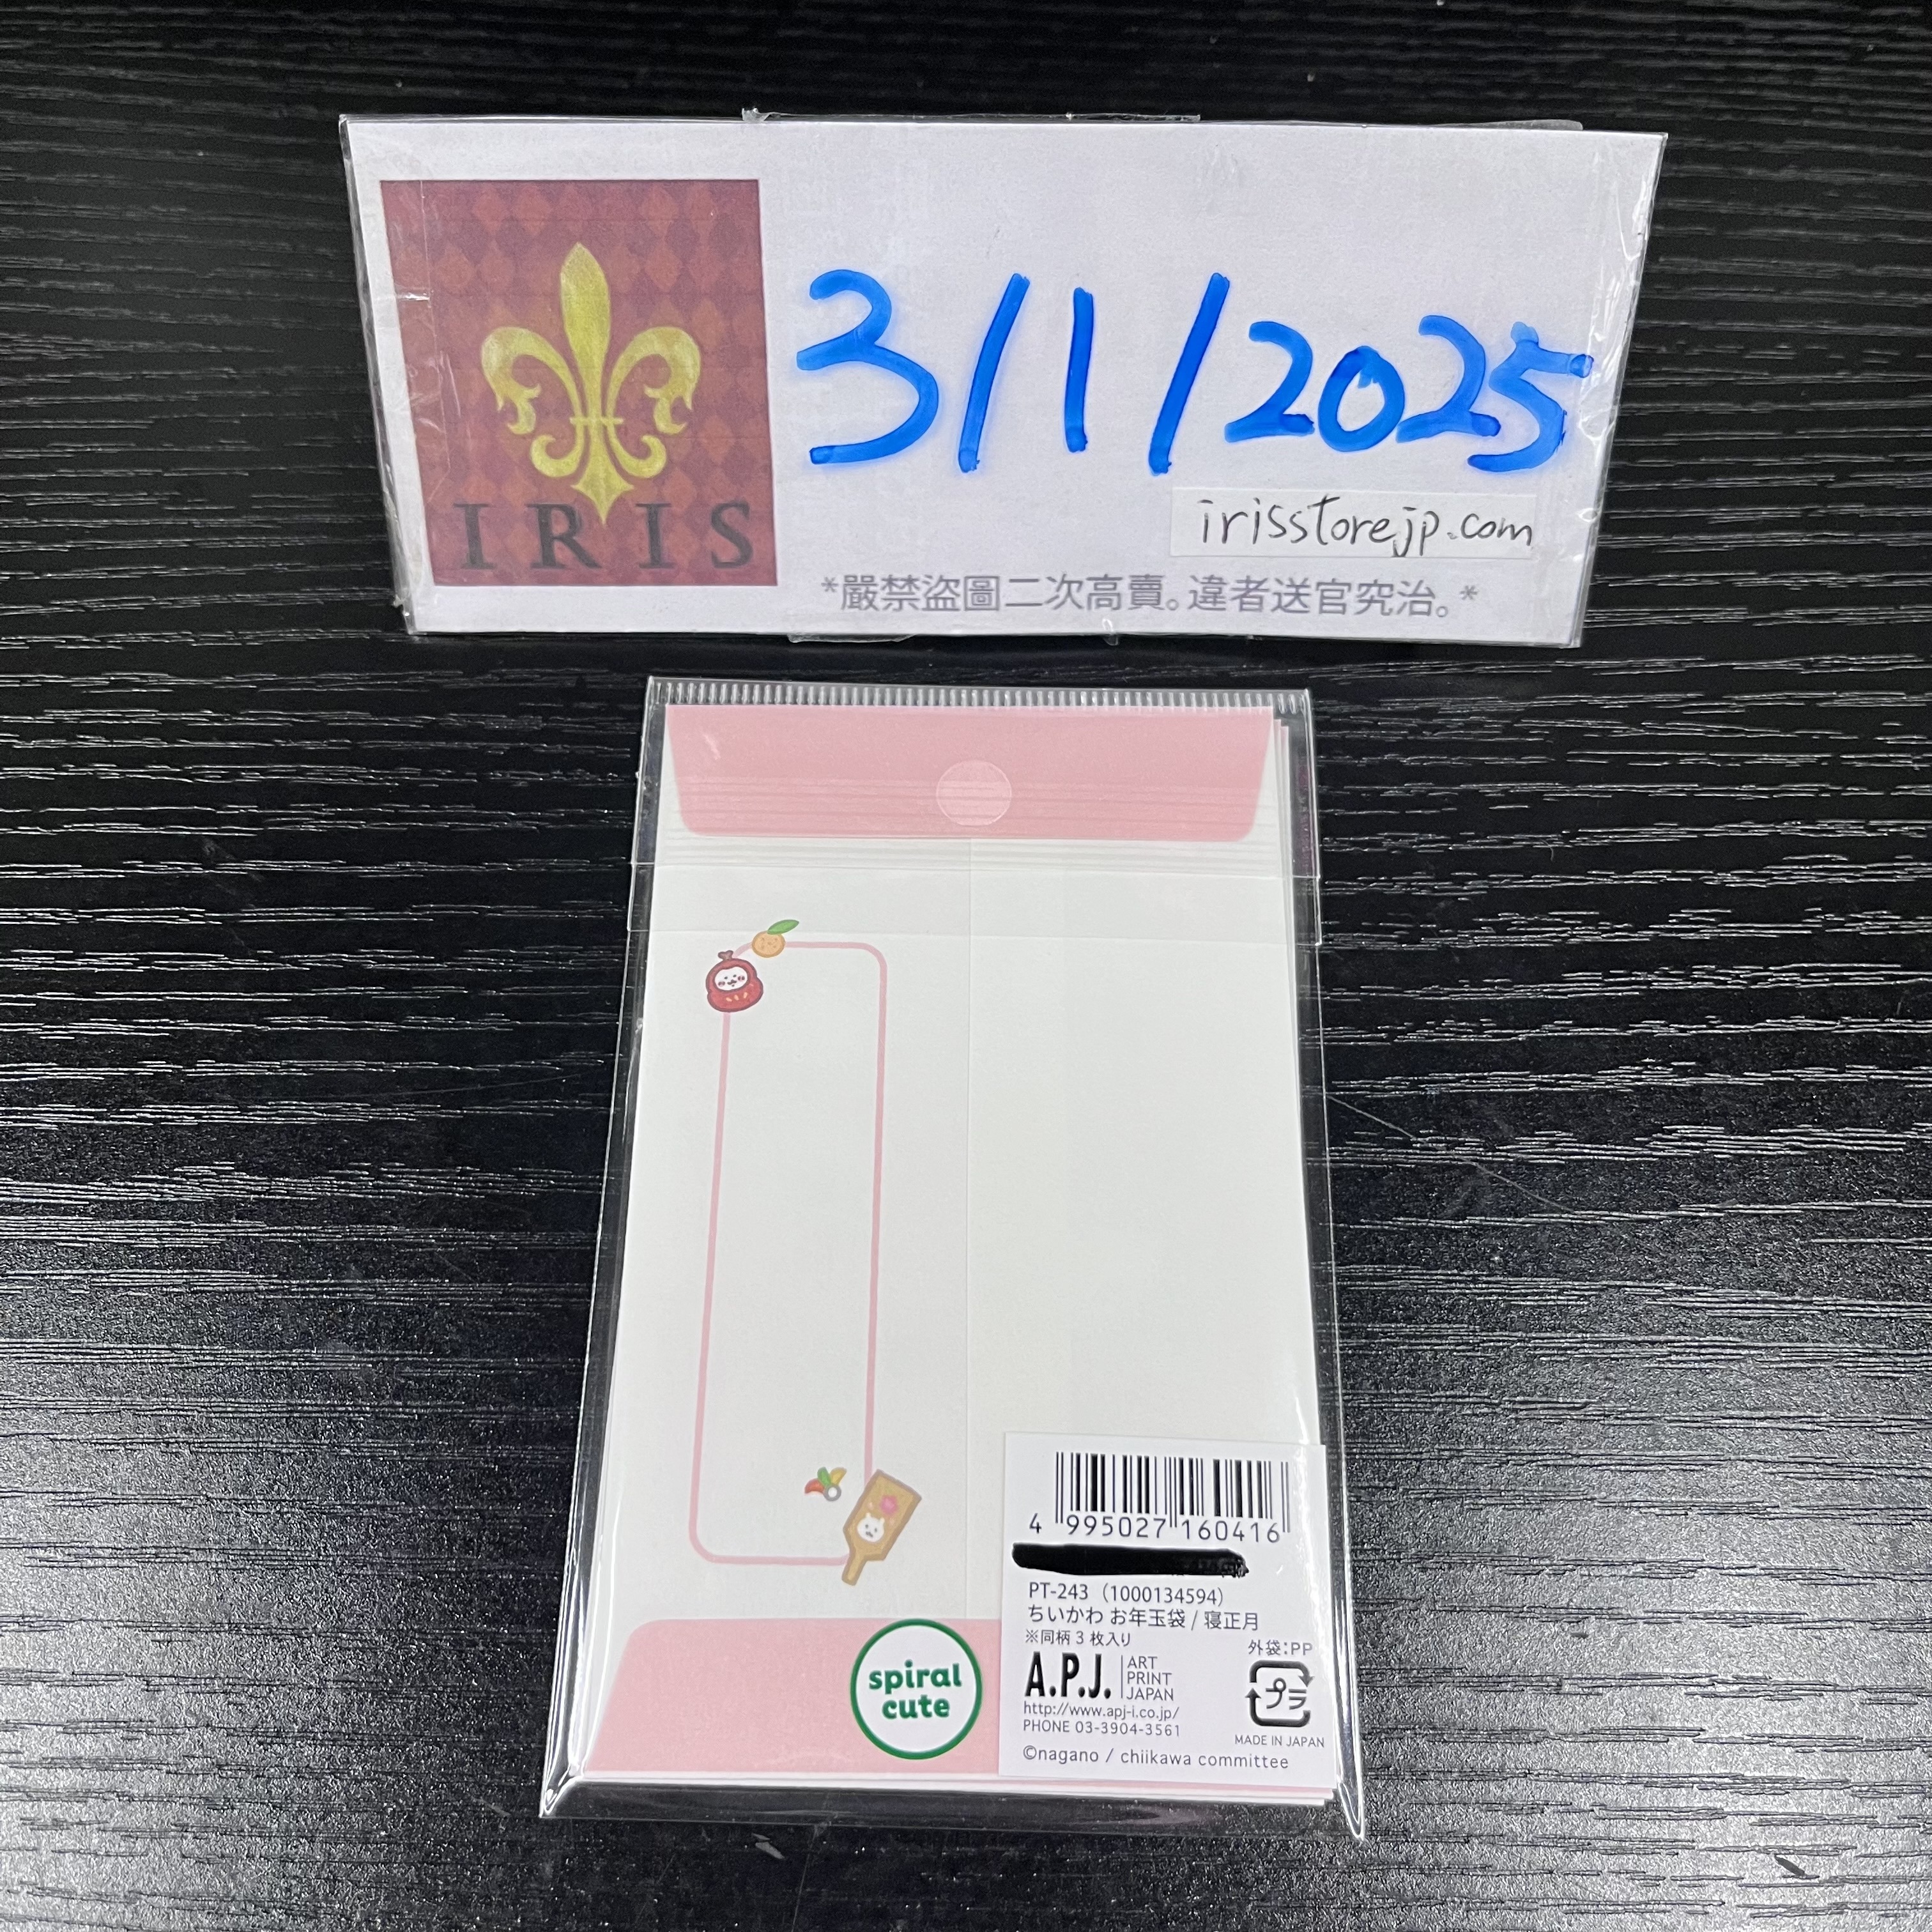 IRIS
3/1/2025
irisstorejp.com
*嚴禁盜圖二次高賣。違者送官究治。*
4 995027 160416
PT-243 (1000134594)
ちいかわ お年玉袋 / 寝正月
※同柄3枚入り
外袋:PP
A.P.J. ART PRINT JAPAN
プラ
http://www.apj-i.co.jp/
PHONE 03-3904-3561
MADE IN JAPAN
©nagano / chiikawa committee
spiral
cute